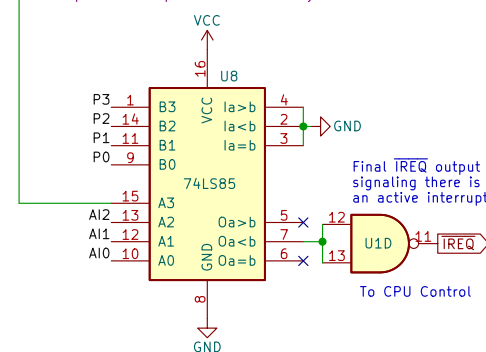 VCC
16
U8
P3 1 B3 VCC Ia>b 4
P2 14 B2 Ia<b 2 GND
P1 11 B1 Ia=b 3
P0 9 B0
74LS85
15 A3
AI2 13 A2 Oa>b 5
AI1 12 A1 Oa<b 7
AI0 10 A0 GND Oa=b 6
8
GND
Final IREQ output
signaling there is
an active interrupt
12
13
U1D
11
IREQ
To CPU Control